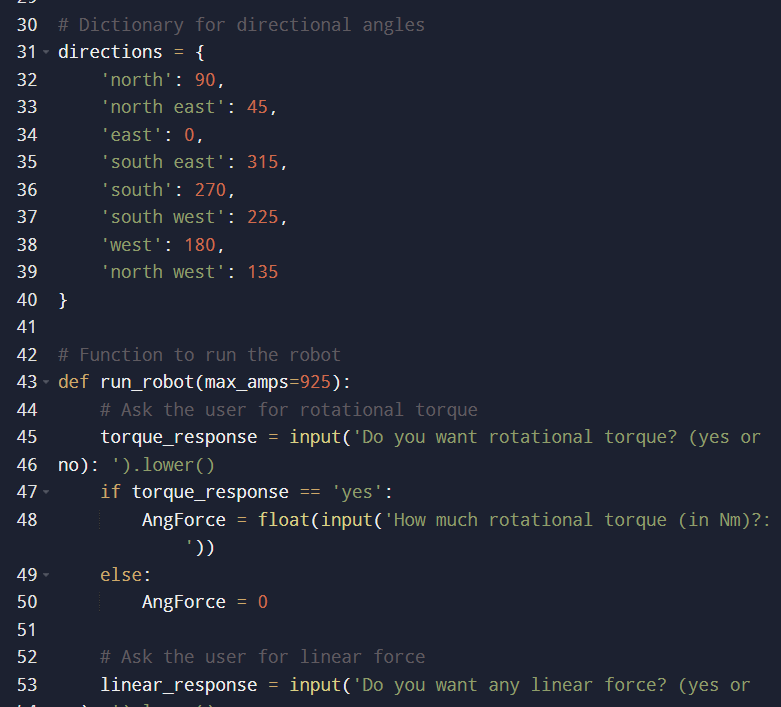 30 # Dictionary for directional angles
31 directions = {
32     'north': 90,
33     'north east': 45,
34     'east': 0,
35     'south east': 315,
36     'south': 270,
37     'south west': 225,
38     'west': 180,
39     'north west': 135
40 }
41
42 # Function to run the robot
43 def run_robot(max_amps=925):
44     # Ask the user for rotational torque
45     torque_response = input('Do you want rotational torque? (yes or
46 no): ').lower()
47     if torque_response == 'yes':
48         AngForce = float(input('How much rotational torque (in Nm)?:
            '))
49     else:
50         AngForce = 0
51
52     # Ask the user for linear force
53     linear_response = input('Do you want any linear force? (yes or